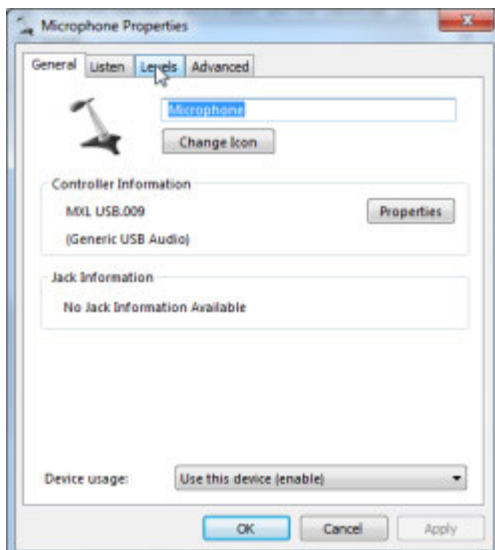 Microphone Properties
General Listen Levels Advanced
Microphone
Change Icon
Controller Information
MXL USB.009
Properties
(Generic USB Audio)
Jack Information
No Jack Information Available
Device usage:
Use this device (enable)
OK Cancel Apply